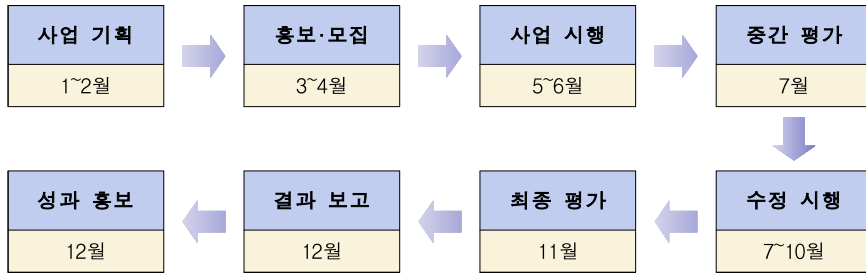 사업 기획
1~2월
홍보·모집
3~4월
사업 시행
5~6월
중간 평가
7월
수정 시행
7~10월
최종 평가
11월
결과 보고
12월
성과 홍보
12월